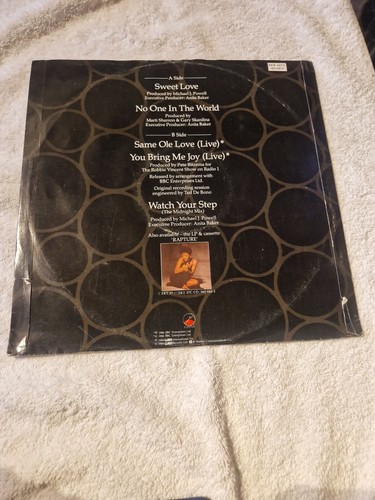 A Side
Sweet Love
Produced by Michael J. Powell
Executive Producer: Anita Baker
No One In The World
Produced by
Marti Sharron & Gary Skardina
Executive Producer: Anita Baker
B Side
Same Ole Love (Live)*
You Bring Me Joy (Live)*
Produced by Pete Ritzema for
The Robbie Vincent Show on Radio 1
Released by arrangement with
BBC Enterprises Ltd.
Original recording session
engineered by Ted De Bono
Watch Your Step
(The Midnight Mix)
Produced by Michael J. Powell
Executive Producer: Anita Baker
Also available – the LP & cassette
'RAPTURE'